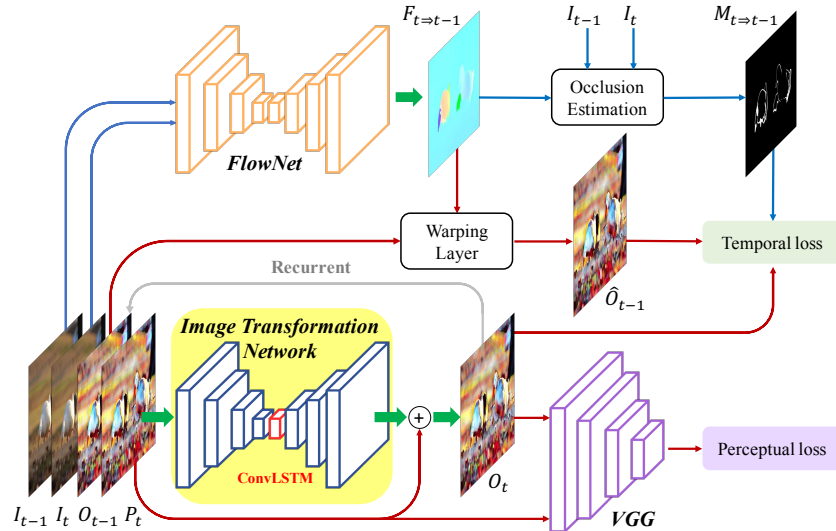 F_{t⇒t−1}
I_{t−1}
I_t
M_{t⇒t−1}
Occlusion
Estimation
FlowNet
Warping
Layer
Temporal loss
Recurrent
Ô_{t−1}
Image Transformation
Network
+
ConvLSTM
Perceptual loss
O_t
VGG
I_{t−1} I_t O_{t−1} P_t